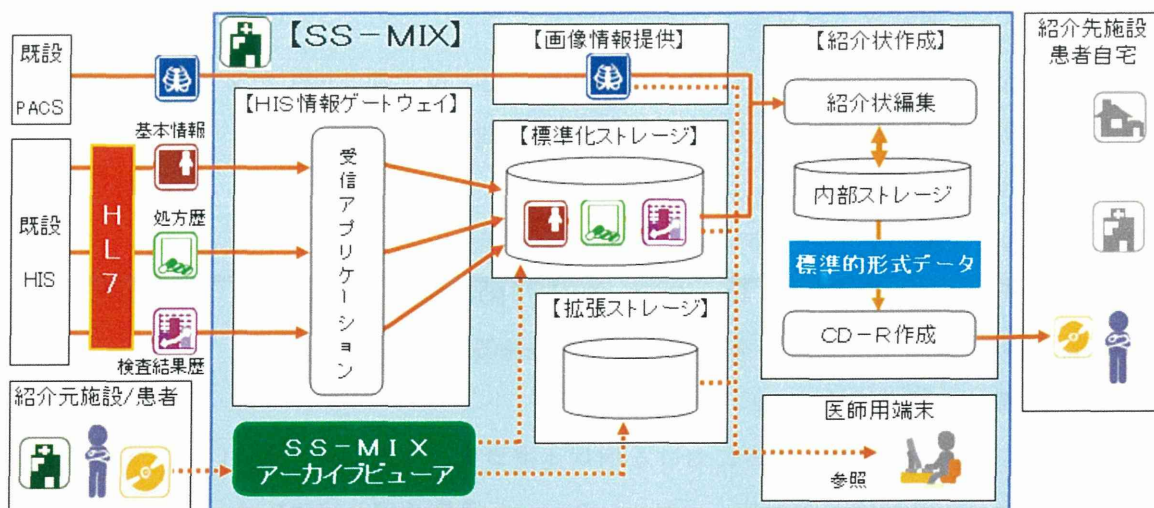 既設
PACS
既設
HIS
HL7
基本情報
処方歴
検査結果歴
紹介元施設/患者
【SS-MIX】
【HIS情報ゲートウェイ】
受信アプリケーション
【画像情報提供】
【標準化ストレージ】
【拡張ストレージ】
SS-MIX
アーカイブビューア
【紹介状作成】
紹介状編集
内部ストレージ
標準的形式データ
CD-R作成
医師用端末
参照
紹介先施設
患者自宅